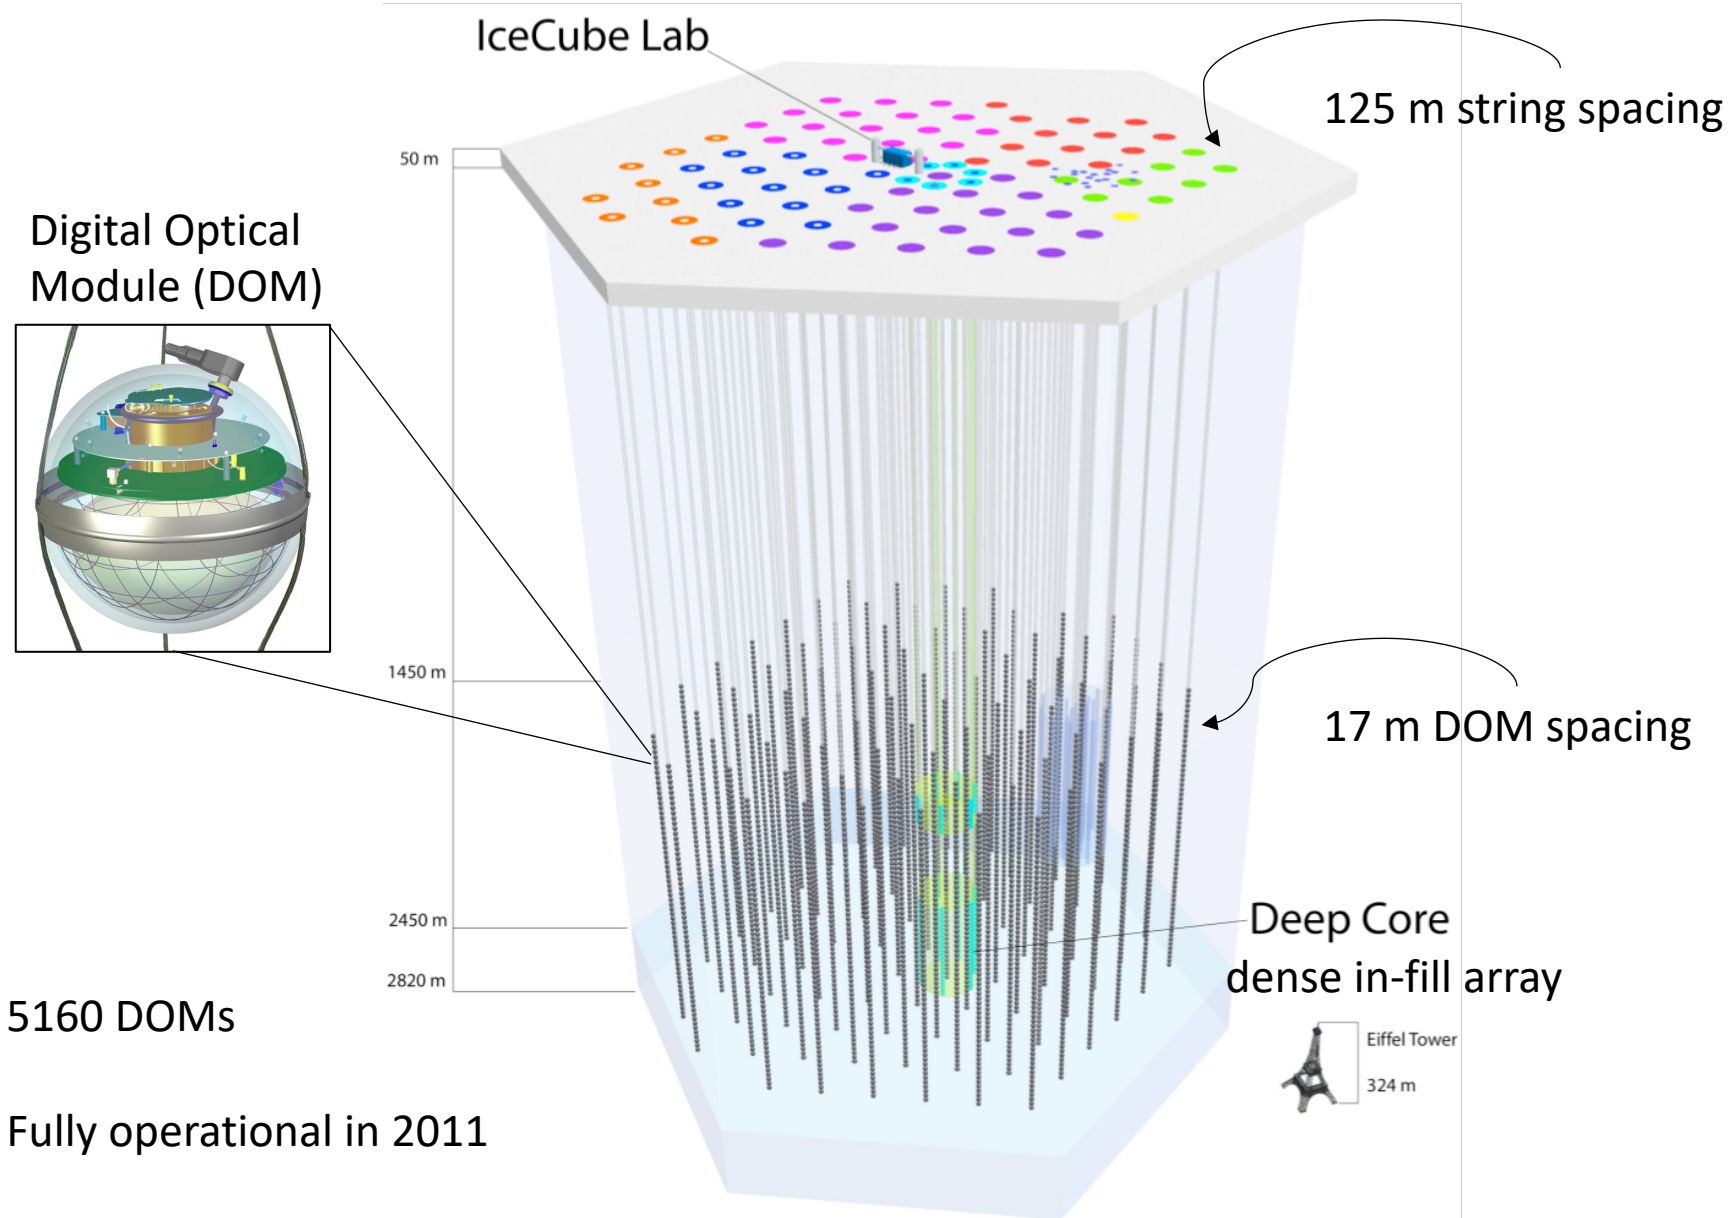 IceCube Lab
125 m string spacing
50 m
Digital Optical
Module (DOM)
1450 m
17 m DOM spacing
2450 m
Deep Core
dense in-fill array
2820 m
5160 DOMs
Eiffel Tower
324 m
Fully operational in 2011